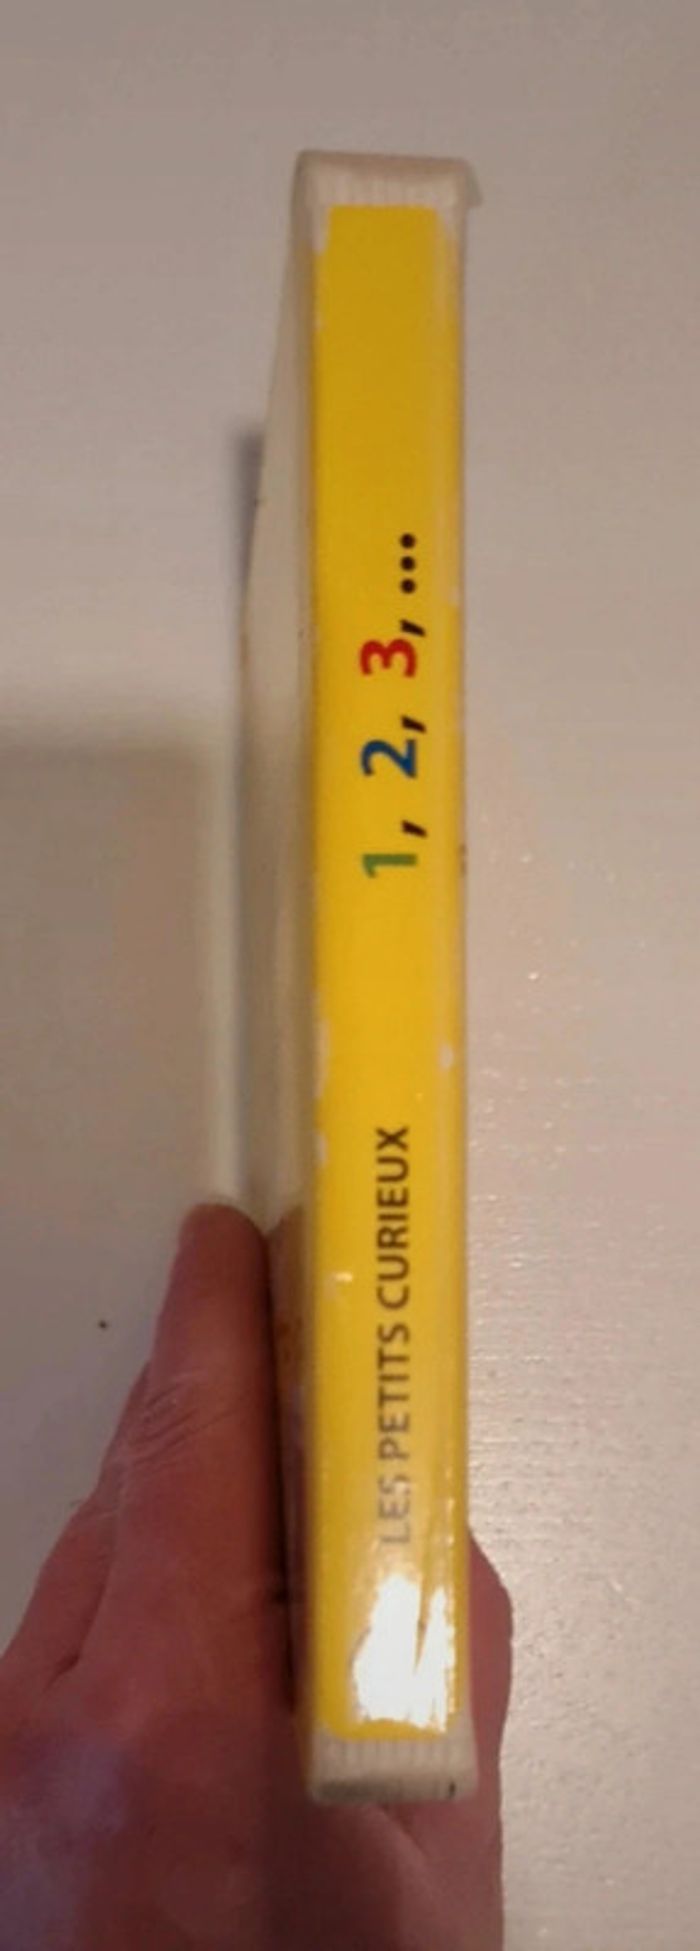 LES PETITS CURIEUX
1, 2, 3, ...